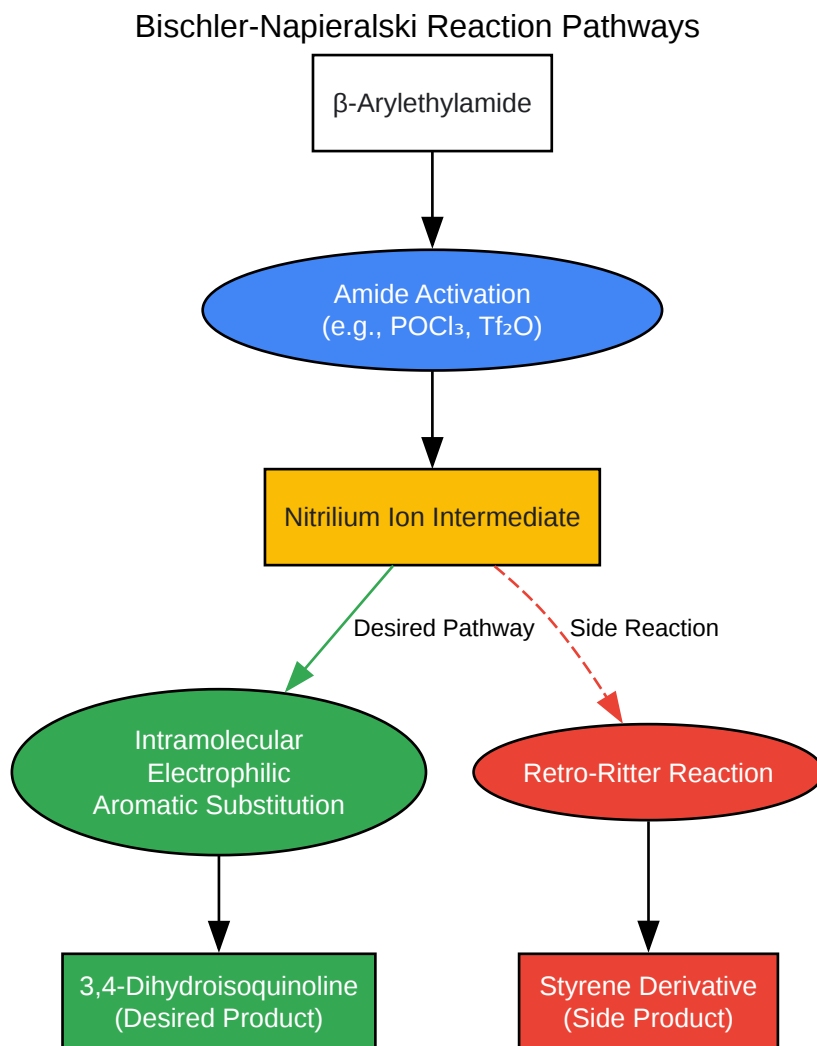 Bischler-Napieralski Reaction Pathways
β-Arylethylamide
Amide Activation
(e.g., POCl₃, Tf₂O)
Nitrilium Ion Intermediate
Desired Pathway
Side Reaction
Intramolecular
Electrophilic
Aromatic Substitution
Retro-Ritter Reaction
3,4-Dihydroisoquinoline
(Desired Product)
Styrene Derivative
(Side Product)